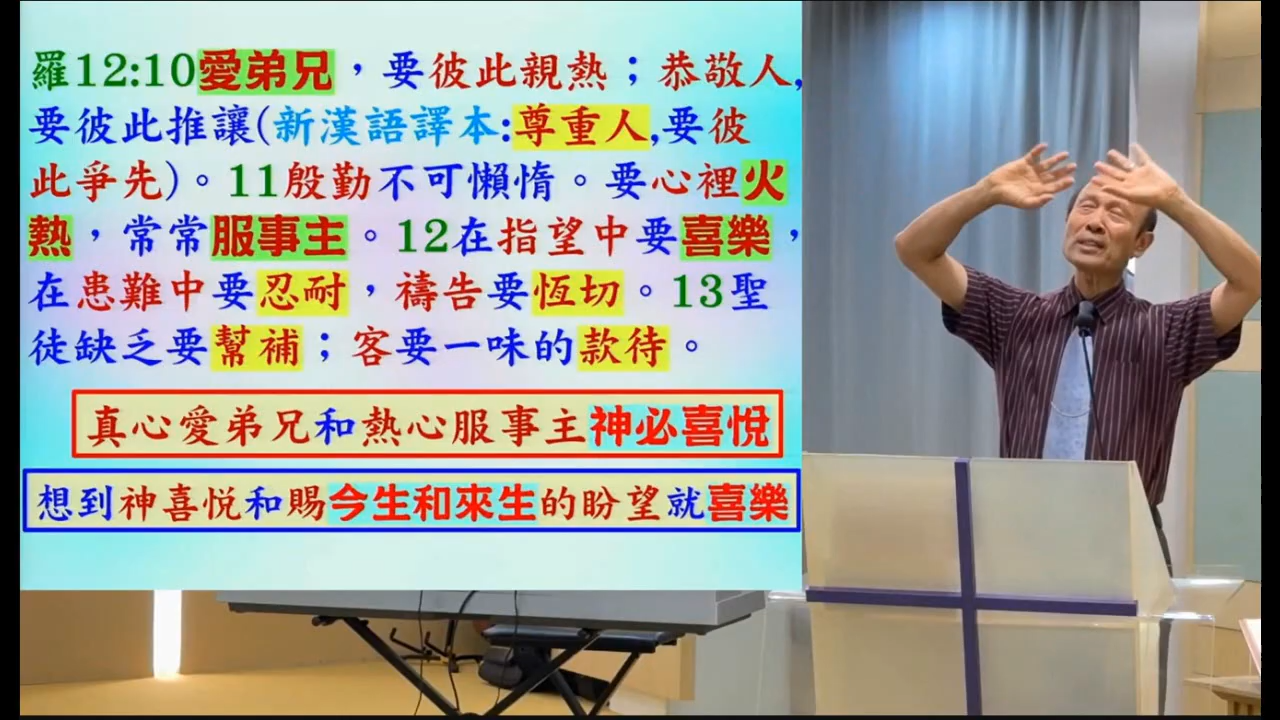 羅12:10愛弟兄，要彼此親熱；恭敬人,
要彼此推讓(新漢語譯本:尊重人,要彼
此爭先)。11殷勤不可懶惰。要心裡火
熱，常常服事主。12在指望中要喜樂，
在患難中要忍耐，禱告要恆切。13聖
徒缺乏要幫補；客要一味的款待。
真心愛弟兄和熱心服事主神必喜悅
想到神喜悅和賜今生和來生的盼望就喜樂